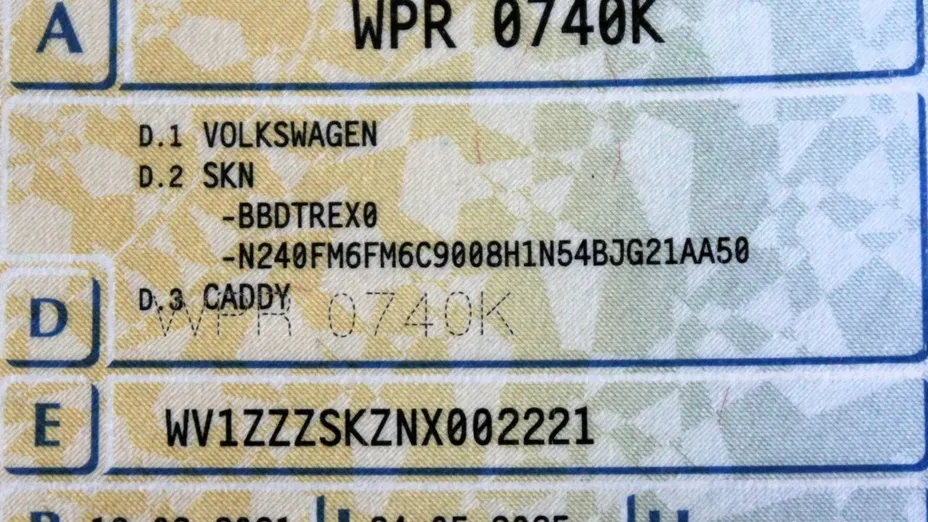 A WPR 0740K
D.1 VOLKSWAGEN
D.2 SKN
-BBDTREX0
-N240FM6FM6C9008H1N54BJG21AA50
D.3 CADDY
D WPR 0740K
E WV1ZZZSKZNX002221